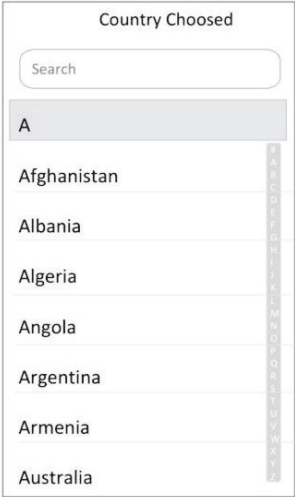 Country Choosed
Search
A
Afghanistan
Albania
Algeria
Angola
Argentina
Armenia
Australia
#
A
B
C
D
E
F
G
H
I
J
K
L
M
N
O
P
Q
R
S
T
U
V
W
X
Y
Z